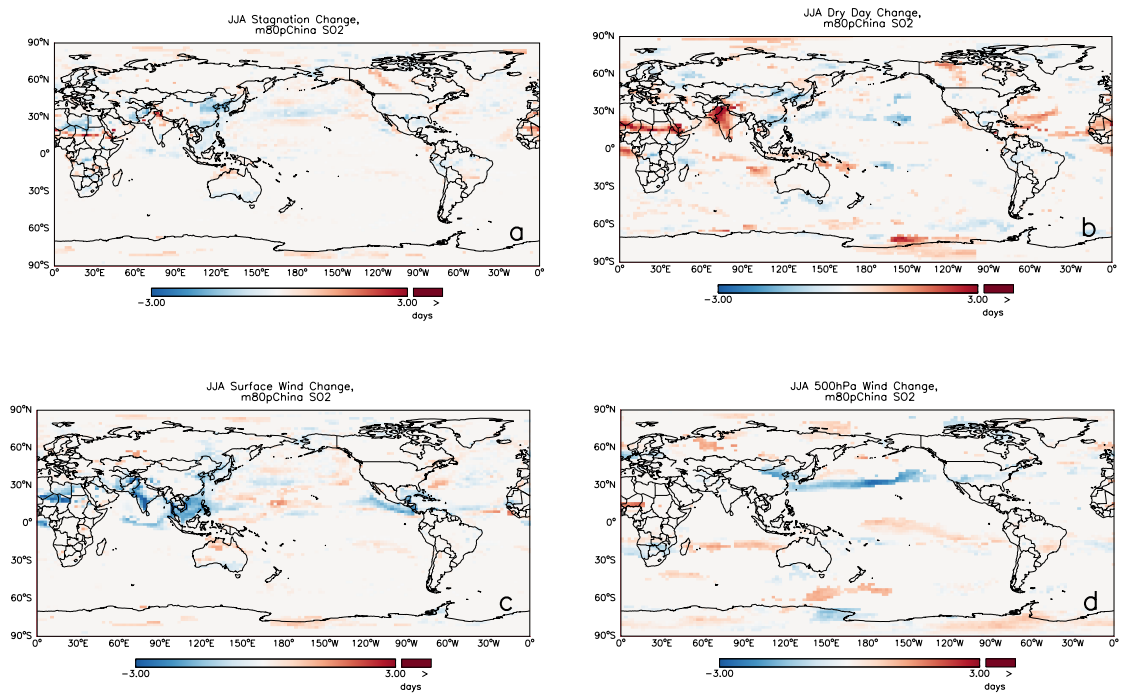 JJA Stagnation Change,
m80pChina SO2
90°N
60°N
30°N
0°
30°S
60°S
90°S
0° 30°E 60°E 90°E 120°E 150°E 150°W 120°W 90°W 60°W 30°W 0°
a
−3.00 3.00 >
days
JJA Dry Day Change,
m80pChina SO2
90°N
60°N
30°N
0°
30°S
60°S
90°S
0° 30°E 60°E 90°E 120°E 150°E 150°W 120°W 90°W 60°W 30°W 0°
b
−3.00 3.00 >
days
JJA Surface Wind Change,
m80pChina SO2
90°N
60°N
30°N
0°
30°S
60°S
90°S
0° 30°E 60°E 90°E 120°E 150°E 150°W 120°W 90°W 60°W 30°W 0°
c
−3.00 3.00 >
days
JJA 500hPa Wind Change,
m80pChina SO2
90°N
60°N
30°N
0°
30°S
60°S
90°S
0° 30°E 60°E 90°E 120°E 150°E 150°W 120°W 90°W 60°W 30°W 0°
d
−3.00 3.00 >
days